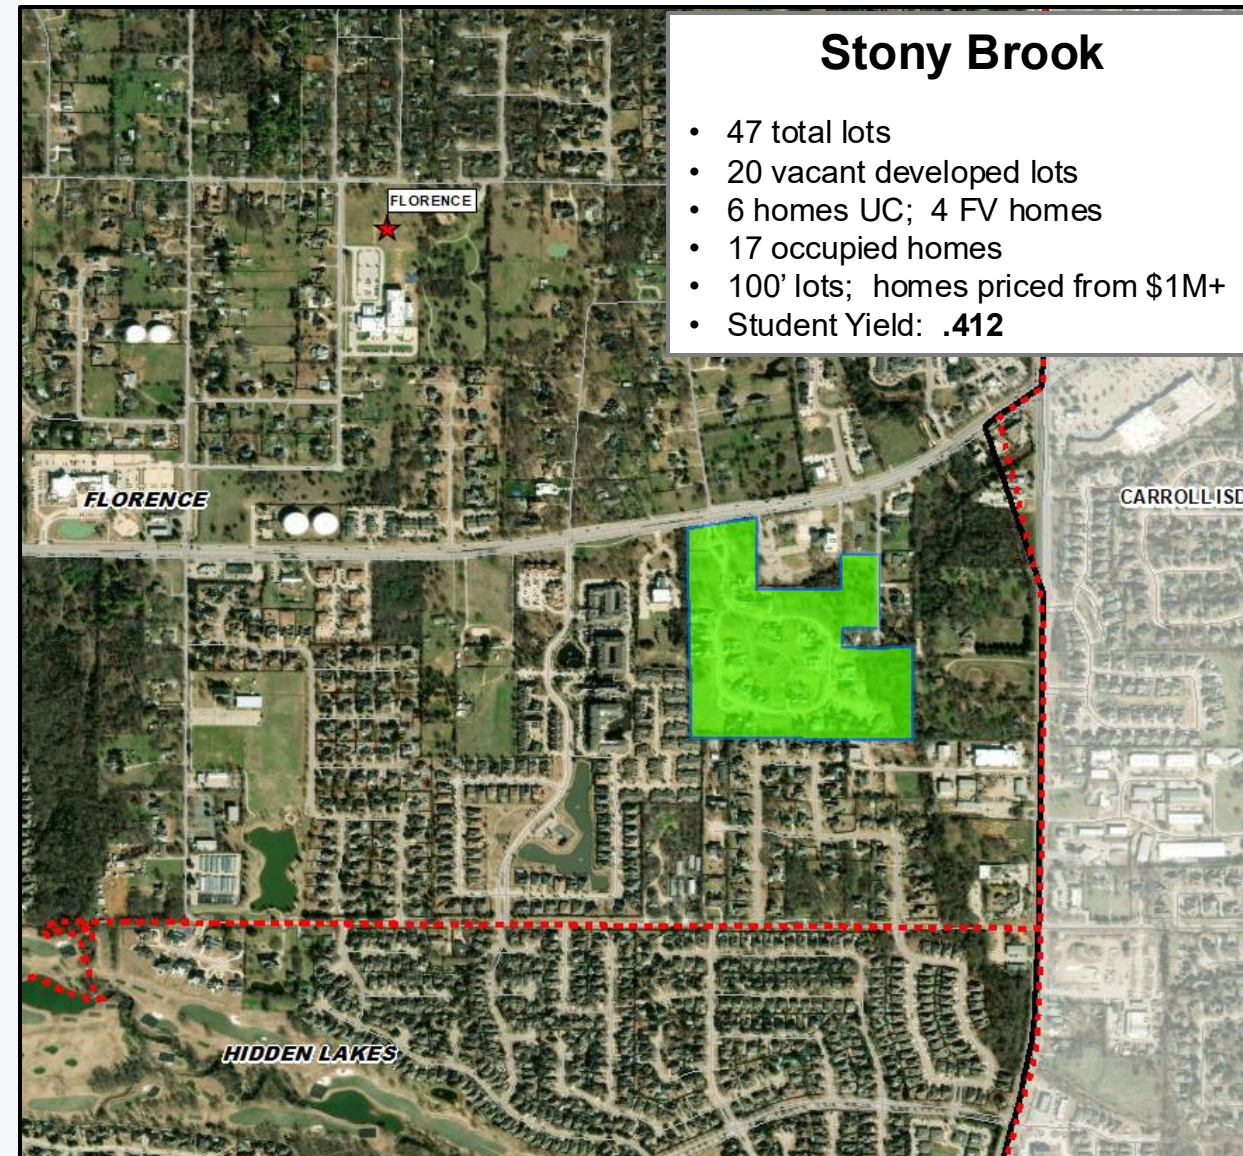 Stony Brook
• 47 total lots
• 20 vacant developed lots
• 6 homes UC; 4 FV homes
• 17 occupied homes
• 100’ lots; homes priced from $1M+
• Student Yield: .412
FLORENCE
FLORENCE
CARROLL ISD
HIDDEN LAKES